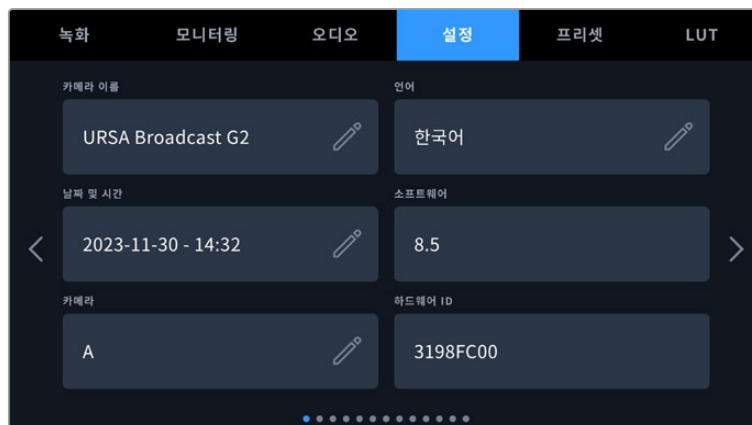 녹화 모니터링 오디오 설정 프리셋 LUT
카메라 이름 언어
URSA Broadcast G2 한국어
날짜 및 시간 소프트웨어
2023-11-30 - 14:32 8.5
카메라 하드웨어 ID
A 3198FC00